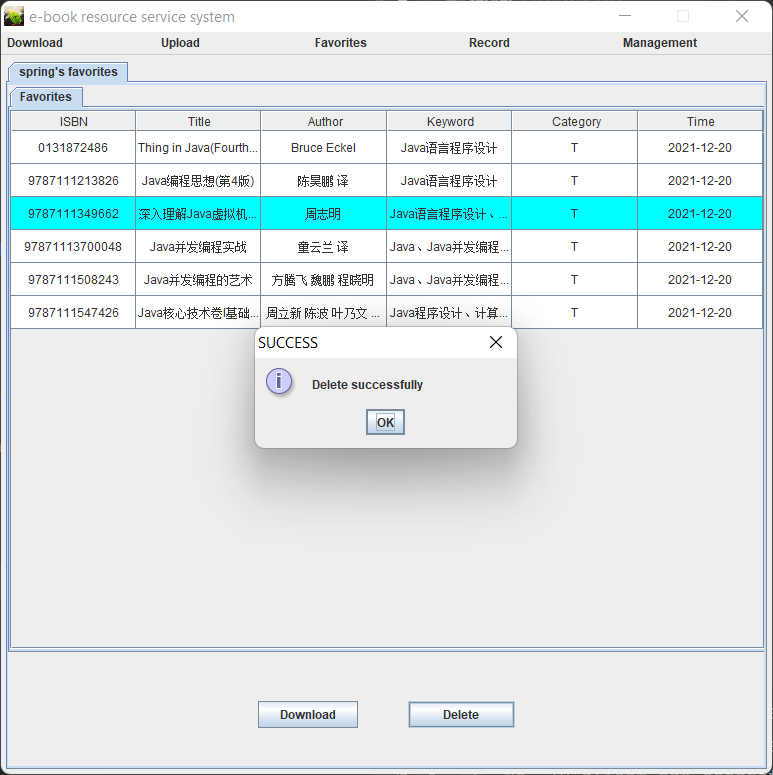 e-book resource service system
Download Upload Favorites Record Management
spring's favorites
Favorites
ISBN Title Author Keyword Category Time
0131872486 Thing in Java(Fourth... Bruce Eckel Java语言程序设计 T 2021-12-20
9787111213826 Java编程思想(第4版) 陈昊鹏 译 Java语言程序设计 T 2021-12-20
9787111349662 深入理解Java虚拟机... 周志明 Java语言程序设计、... T 2021-12-20
97871113700048 Java并发编程实战 童云兰 译 Java、Java并发编程... T 2021-12-20
9787111508243 Java并发编程的艺术 方腾飞 魏鹏 程晓明 Java、Java并发编程... T 2021-12-20
9787111547426 Java核心技术卷I基础... 周立新 陈波 叶乃文 ... Java程序设计、计算... T 2021-12-20
SUCCESS
Delete successfully
OK
Download Delete